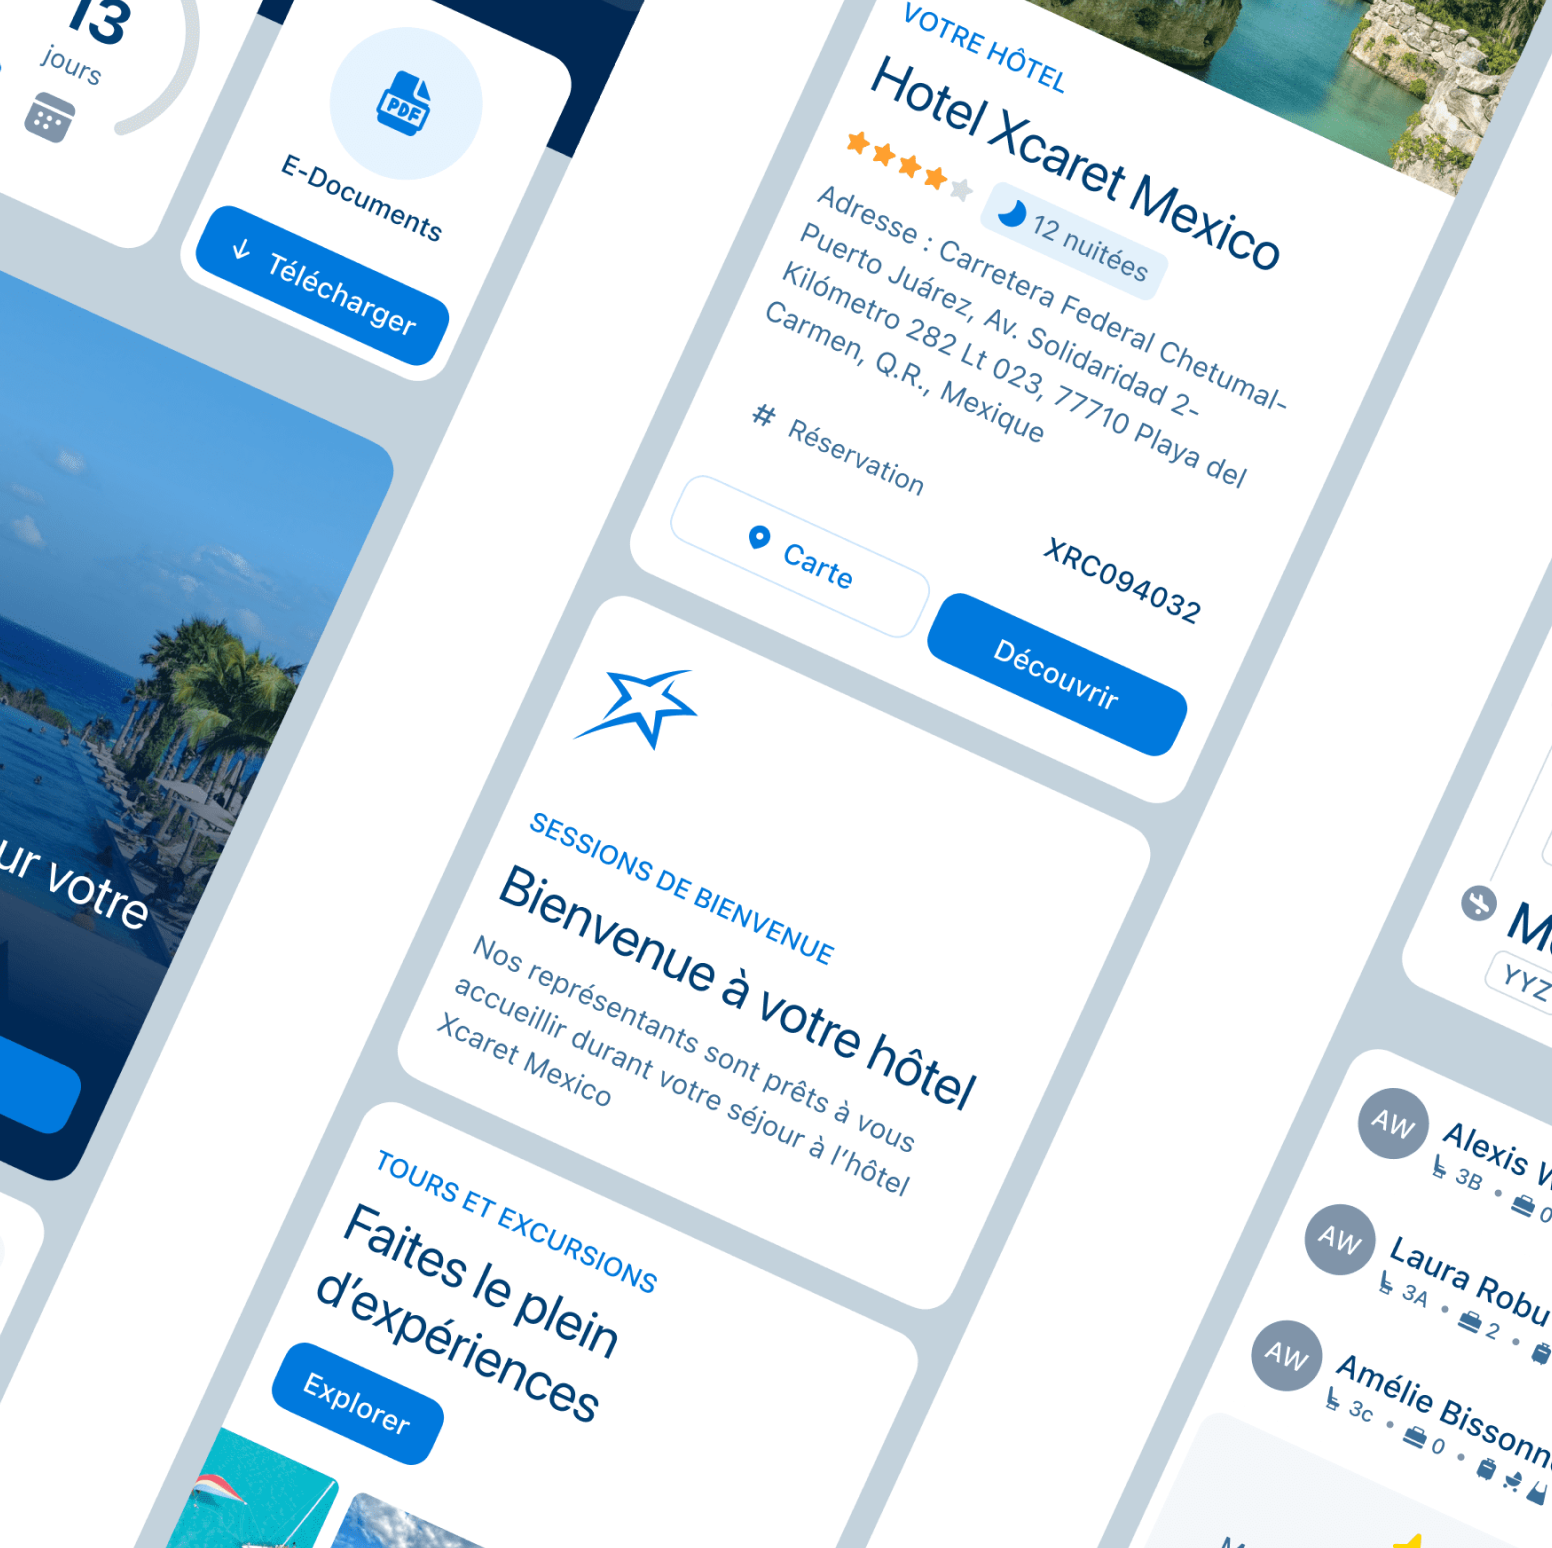 13
jours
PDF
E-Documents
Télécharger
votre
VOTRE HÔTEL
Hotel Xcaret Mexico
12 nuitées
Adresse : Carretera Federal Chetumal-
Puerto Juárez, Av. Solidaridad 2-
Kilómetro 282 Lt 023, 77710 Playa del
Carmen, Q.R., Mexique
# Réservation
XRC094032
Carte
Découvrir
SESSIONS DE BIENVENUE
Bienvenue à votre hôtel
Nos représentants sont prêts à vous
accueillir durant votre séjour à l’hôtel
Xcaret Mexico
TOURS ET EXCURSIONS
Faites le plein
d’expériences
Explorer
YYZ
AW
Alexis
3B • 0
AW
Laura
3A • 2 •
AW
Amélie
3c • 0 •